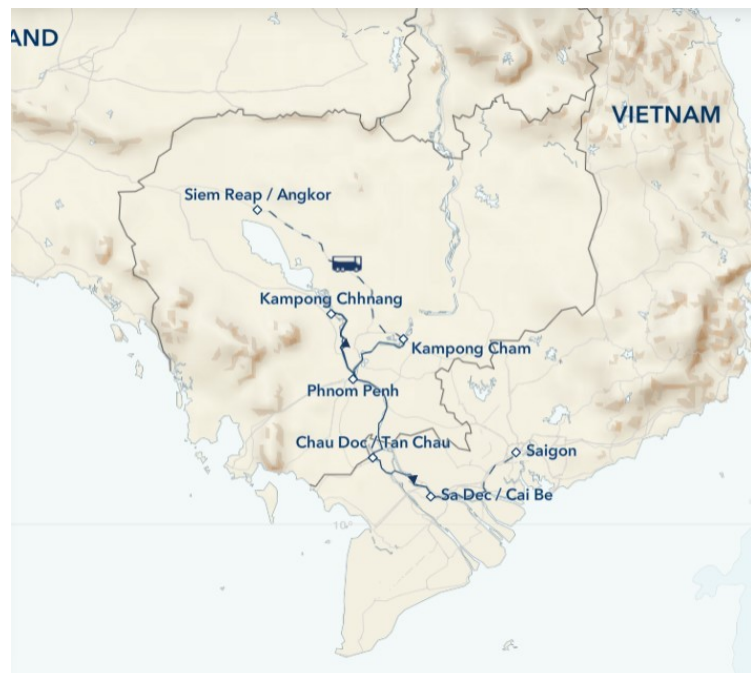 AND
VIETNAM
Siem Reap / Angkor
Kampong Chhnang
Kampong Cham
Phnom Penh
Chau Doc / Tan Chau
Saigon
Sa Dec / Cai Be
10°